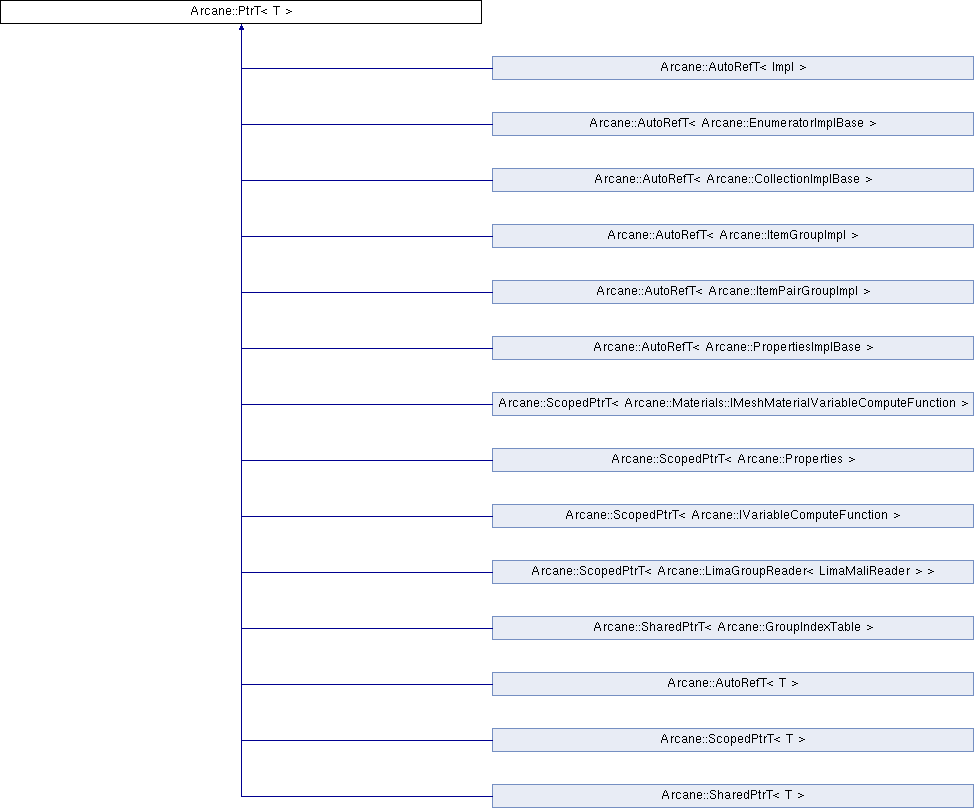 Arcane::PtrT< T >
Arcane::AutoRefT< Impl >
Arcane::AutoRefT< Arcane::EnumeratorImplBase >
Arcane::AutoRefT< Arcane::CollectionImplBase >
Arcane::AutoRefT< Arcane::ItemGroupImpl >
Arcane::AutoRefT< Arcane::ItemPairGroupImpl >
Arcane::AutoRefT< Arcane::PropertiesImplBase >
Arcane::ScopedPtrT< Arcane::Materials::IMeshMaterialVariableComputeFunction >
Arcane::ScopedPtrT< Arcane::Properties >
Arcane::ScopedPtrT< Arcane::IVariableComputeFunction >
Arcane::ScopedPtrT< Arcane::LimaGroupReader< LimaMaliReader > >
Arcane::SharedPtrT< Arcane::GroupIndexTable >
Arcane::AutoRefT< T >
Arcane::ScopedPtrT< T >
Arcane::SharedPtrT< T >